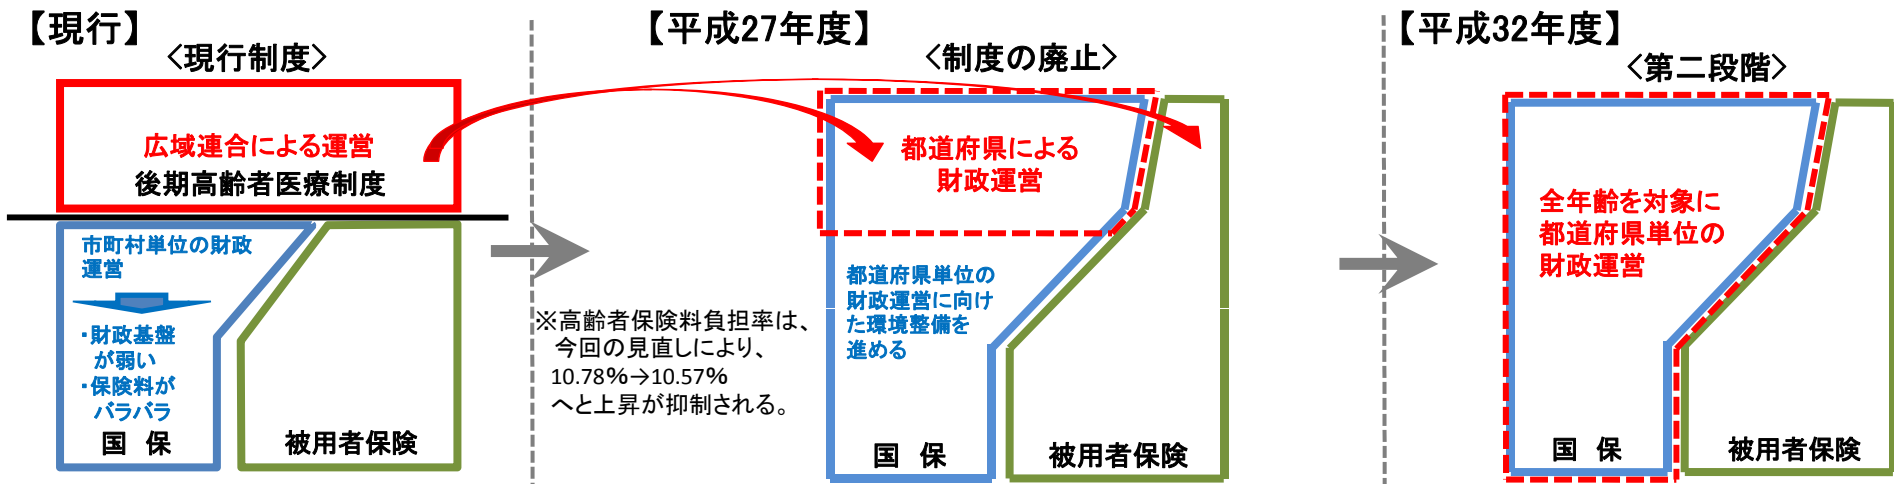 【現行】
<現行制度>
広域連合による運営
後期高齢者医療制度
市町村単位の財政
運営
・財政基盤
が弱い
・保険料が
バラバラ
国 保
被用者保険
【平成27年度】
<制度の廃止>
都道府県による
財政運営
都道府県単位の
財政運営に向け
た環境整備を
進める
※高齢者保険料負担率は、
今回の見直しにより、
10.78%→10.57%
へと上昇が抑制される。
国 保
被用者保険
【平成32年度】
<第二段階>
全年齢を対象に
都道府県単位の
財政運営
国 保
被用者保険